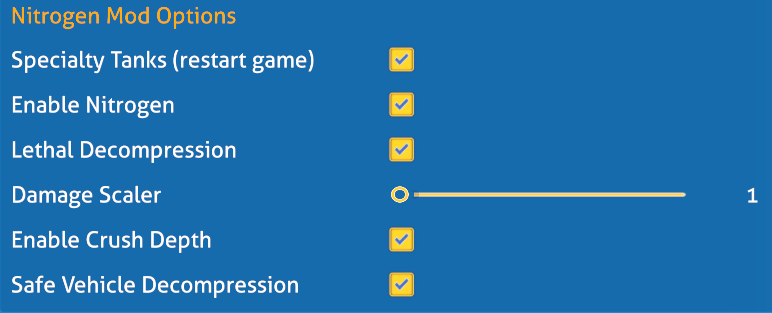 Nitrogen Mod Options
Specialty Tanks (restart game)
Enable Nitrogen
Lethal Decompression
Damage Scaler 1
Enable Crush Depth
Safe Vehicle Decompression